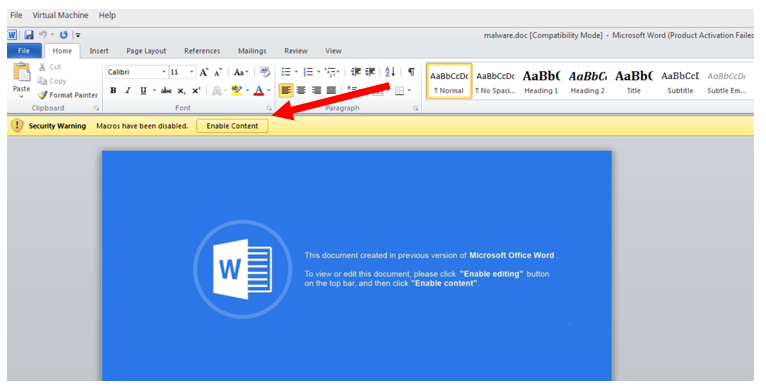 File Virtual Machine Help
malware.doc [Compatibility Mode] - Microsoft Word (Product Activation Failed
File Home Insert Page Layout References Mailings Review View
Cut
Copy
Format Painter
Paste
Calibri 11
AaBbCcDc AaBbCcDc AaBbC AaBbCc AaBbC AaBbCcI AaBbCcDt
¶ Normal ¶ No Spaci... Heading 1 Heading 2 Title Subtitle Subtle Em...
Clipboard Font Paragraph
Security Warning Macros have been disabled. Enable Content
W
This document created in previous version of Microsoft Office Word .
To view or edit this document, please click "Enable editing" button
on the top bar, and then click "Enable content".